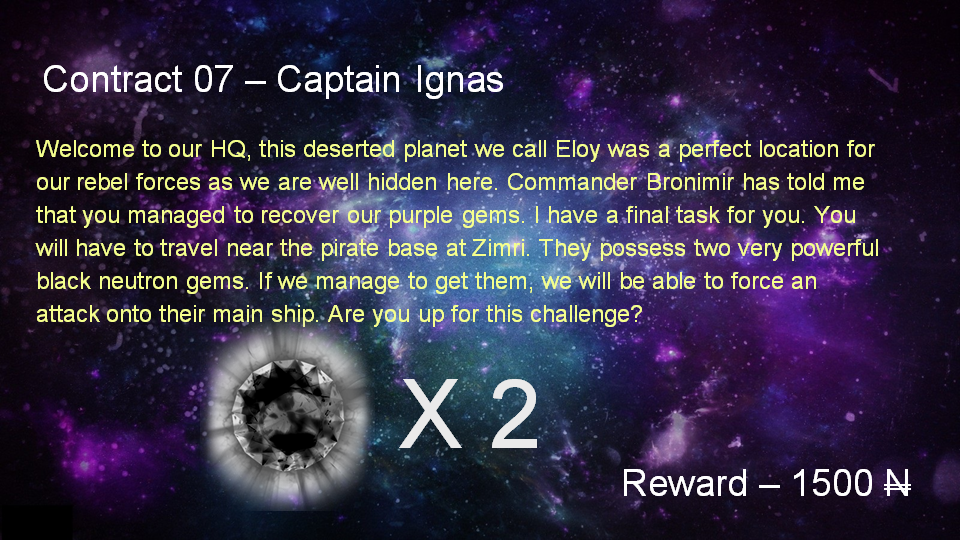 Contract 07 – Captain Ignas
Welcome to our HQ, this deserted planet we call Eloy was a perfect location for
our rebel forces as we are well hidden here. Commander Bronimir has told me
that you managed to recover our purple gems. I have a final task for you. You
will have to travel near the pirate base at Zimri. They possess two very powerful
black neutron gems. If we manage to get them, we will be able to force an
attack onto their main ship. Are you up for this challenge?
X 2
Reward – 1500 ₦